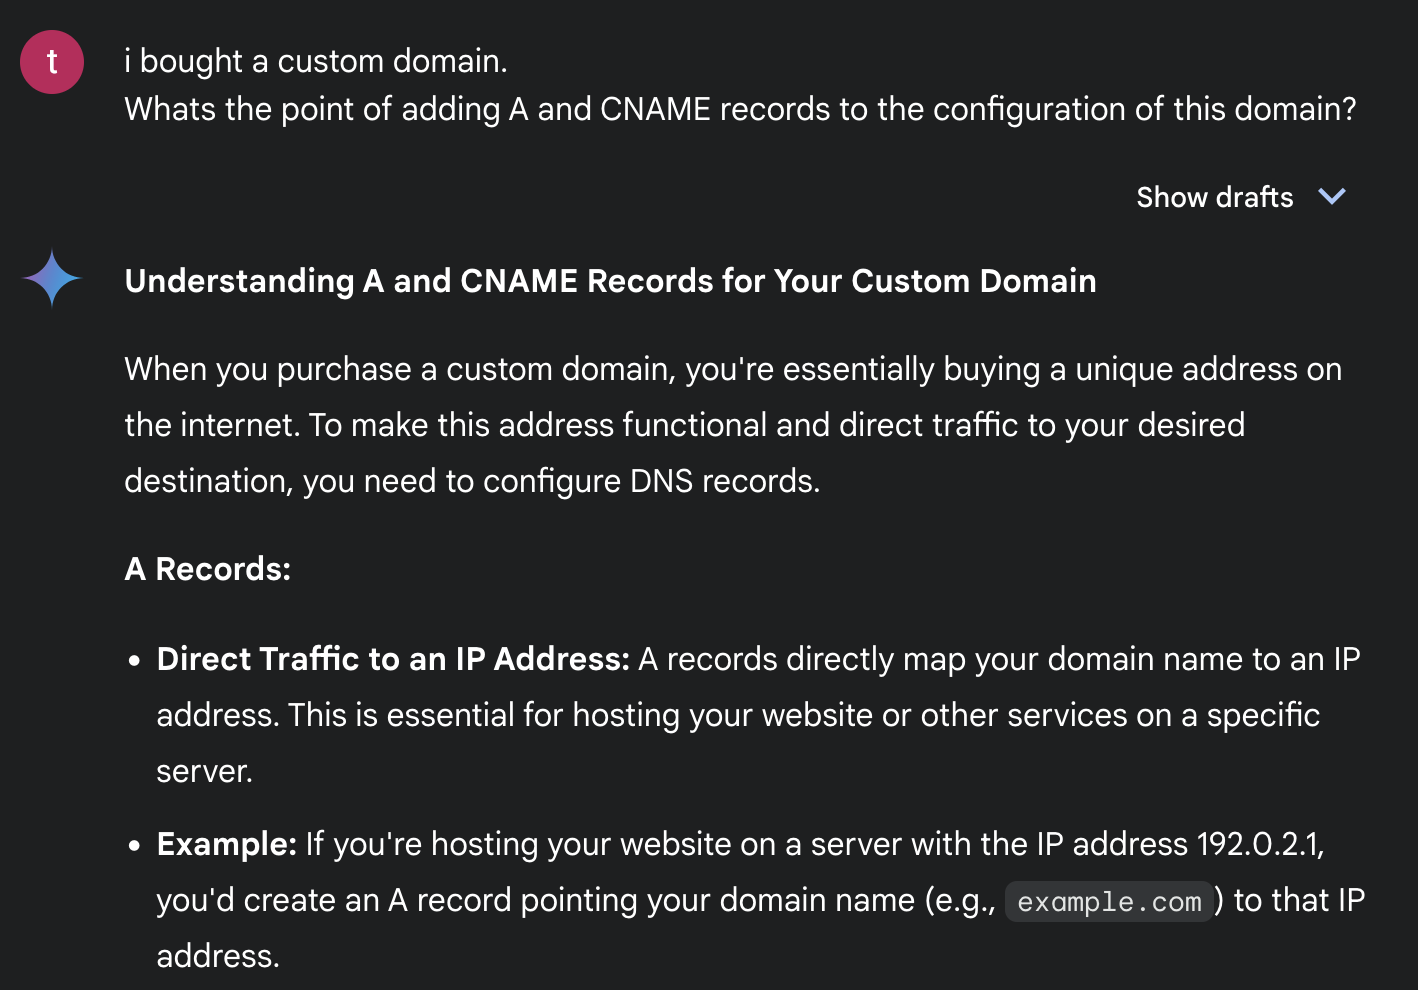 t
i bought a custom domain.
Whats the point of adding A and CNAME records to the configuration of this domain?
Show drafts
Understanding A and CNAME Records for Your Custom Domain
When you purchase a custom domain, you're essentially buying a unique address on
the internet. To make this address functional and direct traffic to your desired
destination, you need to configure DNS records.
A Records:
• Direct Traffic to an IP Address: A records directly map your domain name to an IP
address. This is essential for hosting your website or other services on a specific
server.
• Example: If you're hosting your website on a server with the IP address 192.0.2.1,
you'd create an A record pointing your domain name (e.g., example.com) to that IP
address.